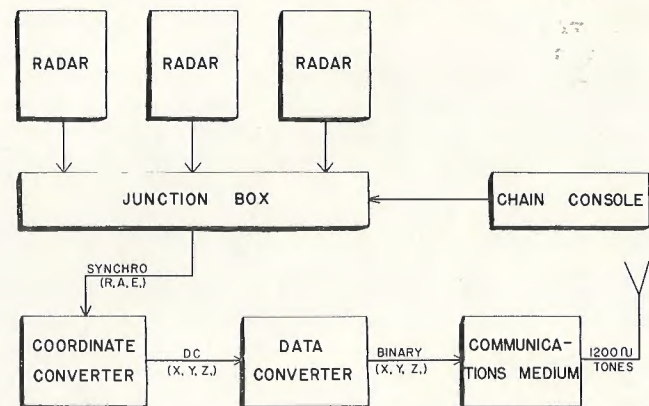 RADAR
RADAR
RADAR
JUNCTION BOX
CHAIN CONSOLE
SYNCHRO
(R, A, E,)
COORDINATE
CONVERTER
DC
(X, Y, Z,)
DATA
CONVERTER
BINARY
(X, Y, Z,)
COMMUNICA-
TIONS MEDIUM
1200∿
TONES